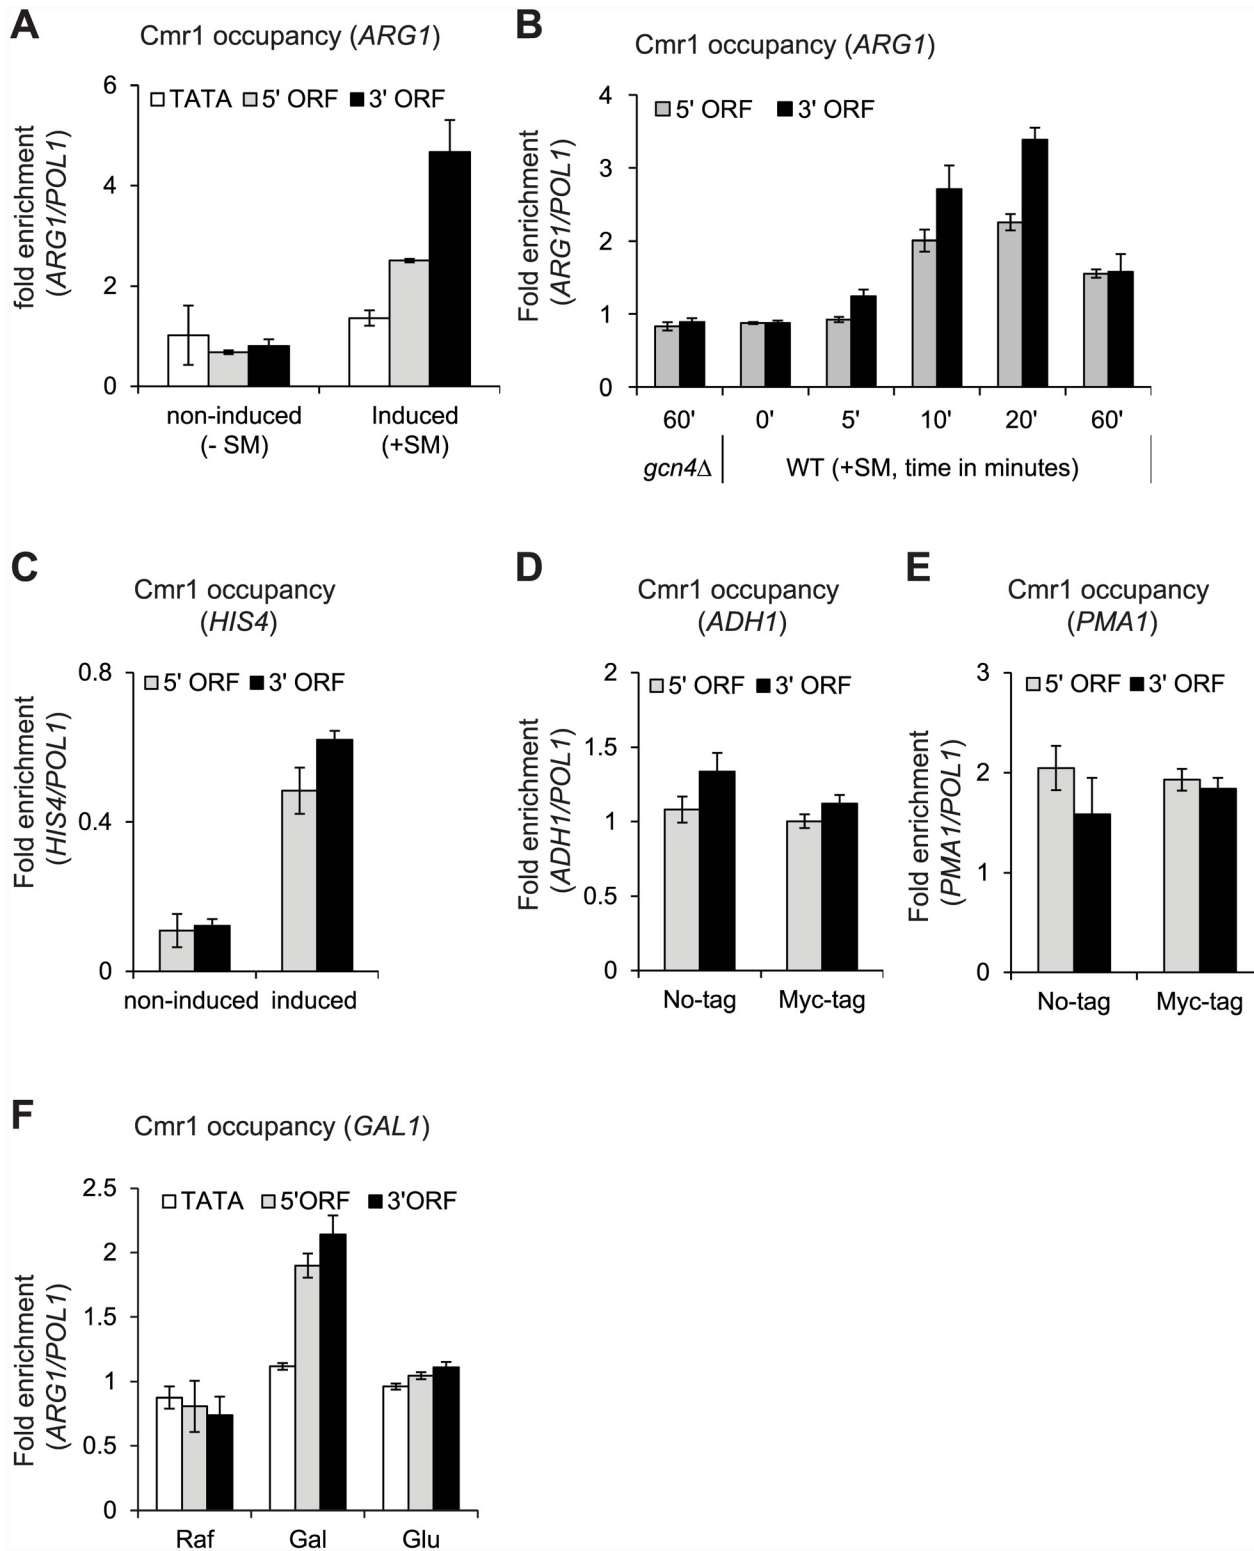 A
Cmr1 occupancy (ARG1)
fold enrichment
(ARG1/POL1)
6
4
2
0
TATA 5' ORF 3' ORF
non-induced Induced
(- SM) (+SM)
B
Cmr1 occupancy (ARG1)
Fold enrichment
(ARG1/POL1)
4
3
2
1
0
5' ORF 3' ORF
60' 0' 5' 10' 20' 60'
gcn4Δ WT (+SM, time in minutes)
C
Cmr1 occupancy
(HIS4)
Fold enrichment
(HIS4/POL1)
0.8
0.4
0
5' ORF 3' ORF
non-induced induced
D
Cmr1 occupancy
(ADH1)
Fold enrichment
(ADH1/POL1)
2
1.5
1
0.5
0
5' ORF 3' ORF
No-tag Myc-tag
E
Cmr1 occupancy
(PMA1)
Fold enrichment
(PMA1/POL1)
3
2
1
0
5' ORF 3' ORF
No-tag Myc-tag
F
Cmr1 occupancy (GAL1)
Fold enrichment
(ARG1/POL1)
2.5
2
1.5
1
0.5
0
TATA 5'ORF 3'ORF
Raf Gal Glu